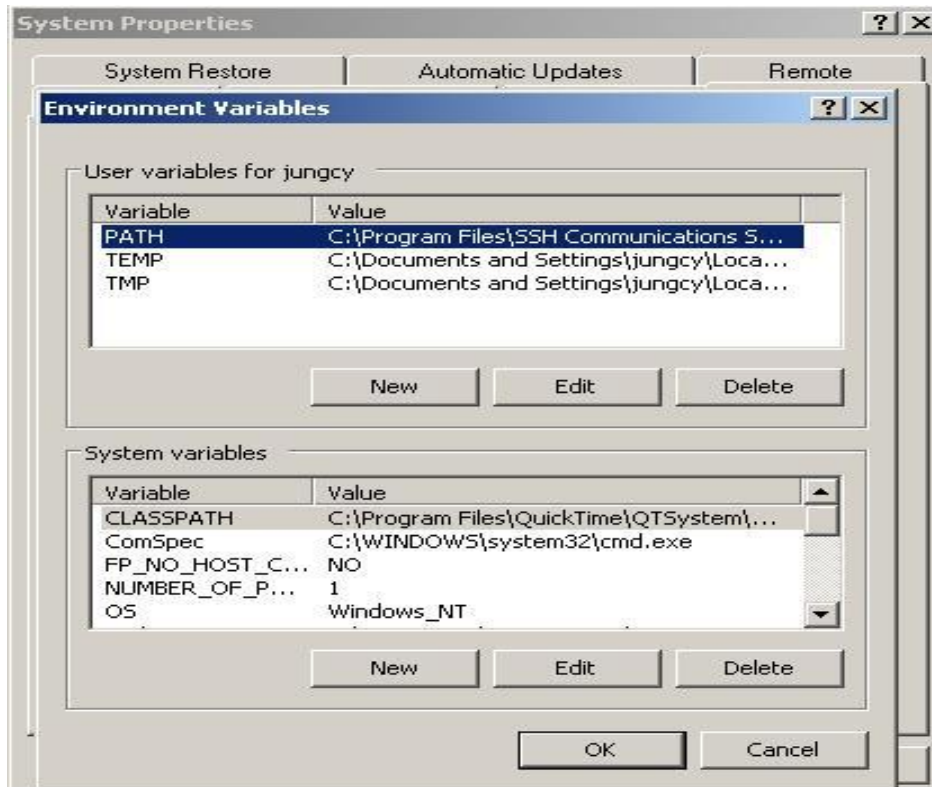 System Properties
System Restore Automatic Updates Remote
Environment Variables
User variables for jungcy
Variable Value
PATH C:\Program Files\SSH Communications S...
TEMP C:\Documents and Settings\jungcy\Loca...
TMP C:\Documents and Settings\jungcy\Loca...
New Edit Delete
System variables
Variable Value
CLASSPATH C:\Program Files\QuickTime\QTSystem\...
ComSpec C:\WINDOWS\system32\cmd.exe
FP_NO_HOST_C... NO
NUMBER_OF_P... 1
OS Windows_NT
New Edit Delete
OK Cancel